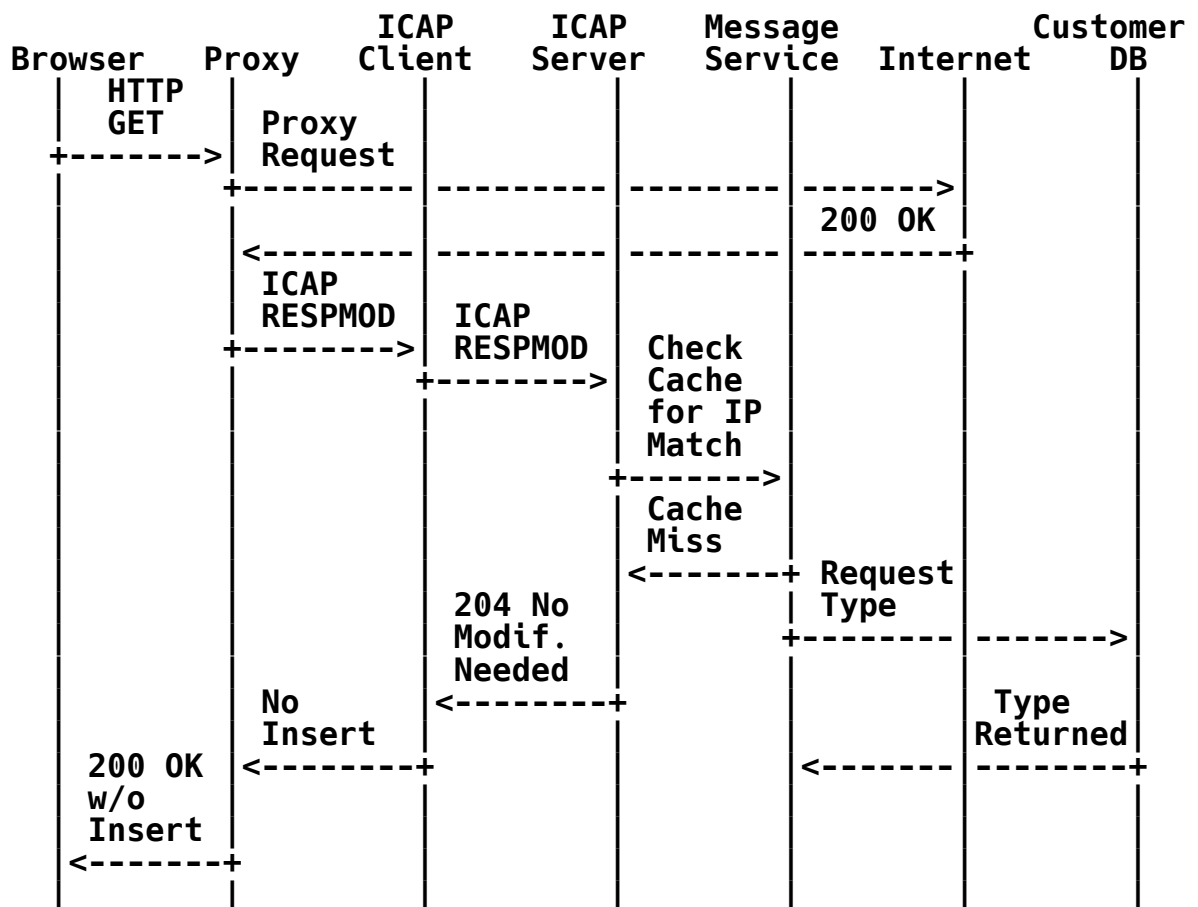 ICAP ICAP Message Customer
Browser Proxy Client Server Service Internet DB
HTTP
GET Proxy
+-------> Request
+--------- --------- -------- ------->
200 OK
<-------- --------- -------- --------+
ICAP
RESPMOD ICAP
+--------> RESPMOD Check
+--------> Cache
for IP
Match
+------->
Cache
Miss
<-------+ Request
204 No Type
Modif. +-------- ------->
Needed
No <--------+ Type
Insert Returned
200 OK <--------+ <------- --------+
w/o
Insert
<-------+